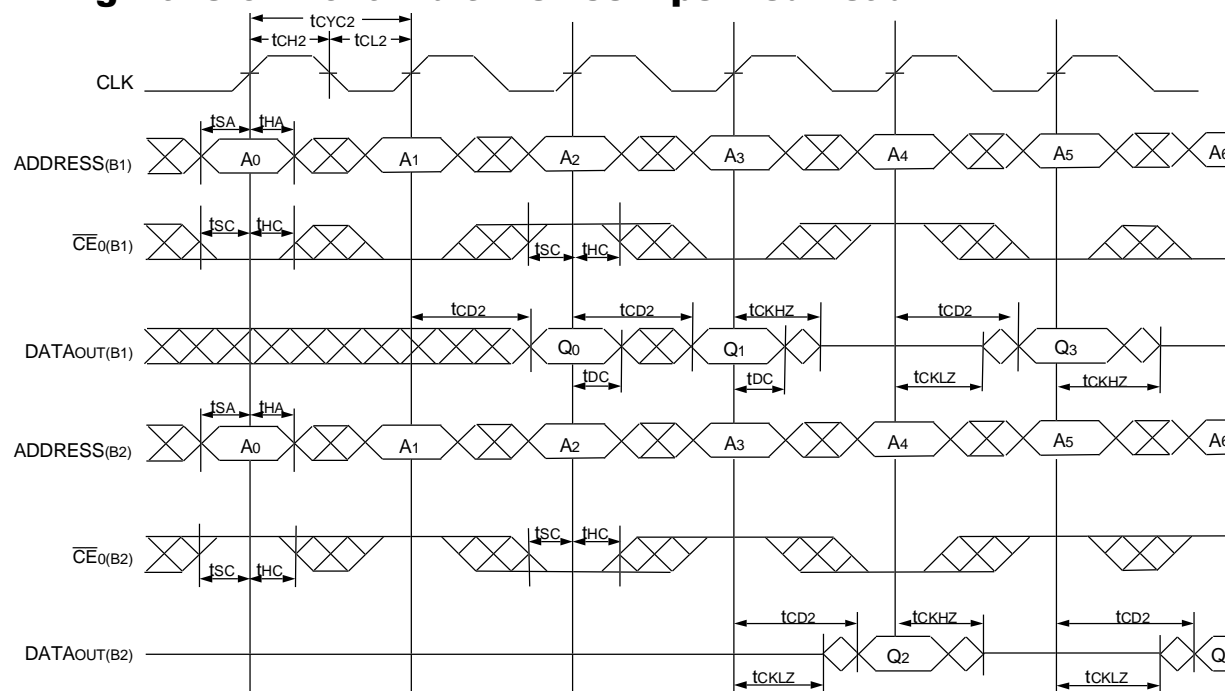 tCYC2
tCH2 tCL2
CLK
tSA tHA
ADDRESS(B1) A0 A1 A2 A3 A4 A5 A6
tSC tHC
CE0(B1) tSC tHC
tCD2 tCD2 tCKHZ tCD2
DATAOUT(B1) Q0 Q1 Q3
tDC tDC tCKLZ tCKHZ
tSA tHA
ADDRESS(B2) A0 A1 A2 A3 A4 A5 A6
tSC tHC
CE0(B2)
tSC tHC
tCD2 tCKHZ tCD2
DATAOUT(B2) Q2 Q
tCKLZ tCKLZ